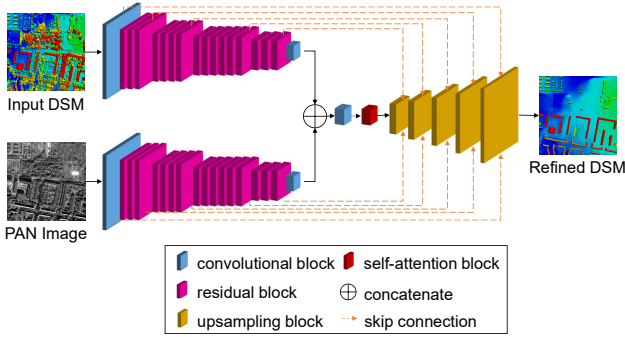 Input DSM
PAN Image
Refined DSM
convolutional block
self-attention block
residual block
concatenate
upsampling block
skip connection